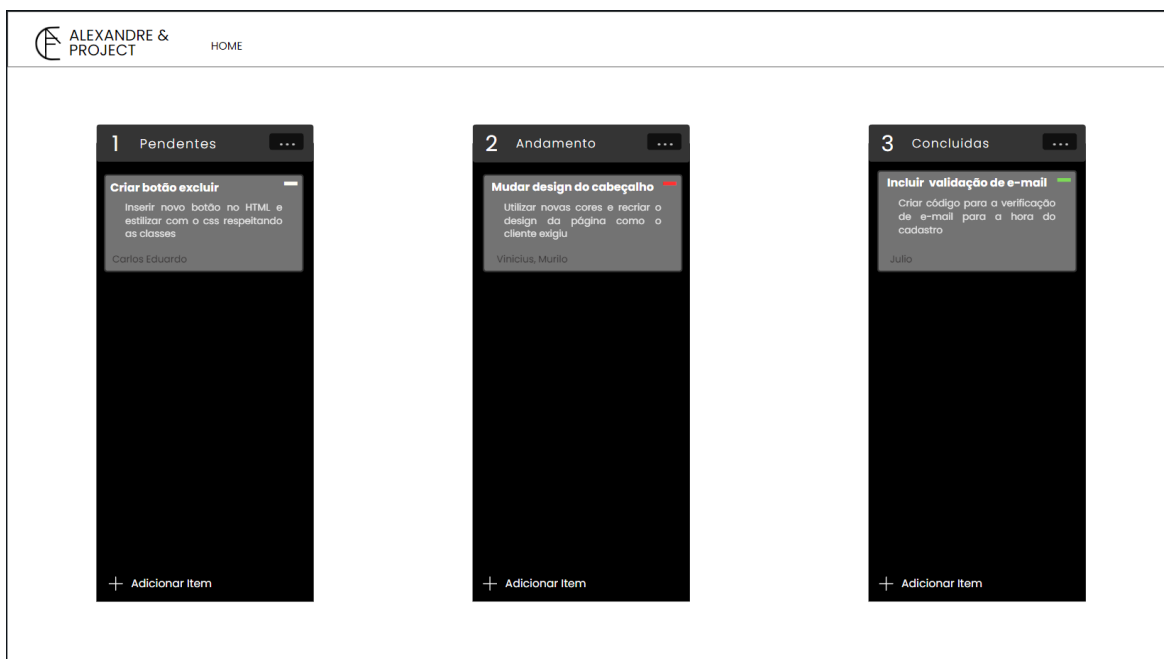 ALEXANDRE &
PROJECT
HOME
1 Pendentes ...
Criar botão excluir
Inserir novo botão no HTML e
estilizar com o css respeitando
as classes
Carlos Eduardo
+ Adicionar Item
2 Andamento ...
Mudar design do cabeçalho
Utilizar novas cores e recriar o
design da página como o
cliente exigiu
Vinicius, Murilo
+ Adicionar Item
3 Concluidas ...
Incluir validação de e-mail
Criar código para a verificação
de e-mail para a hora do
cadastro
Julio
+ Adicionar Item